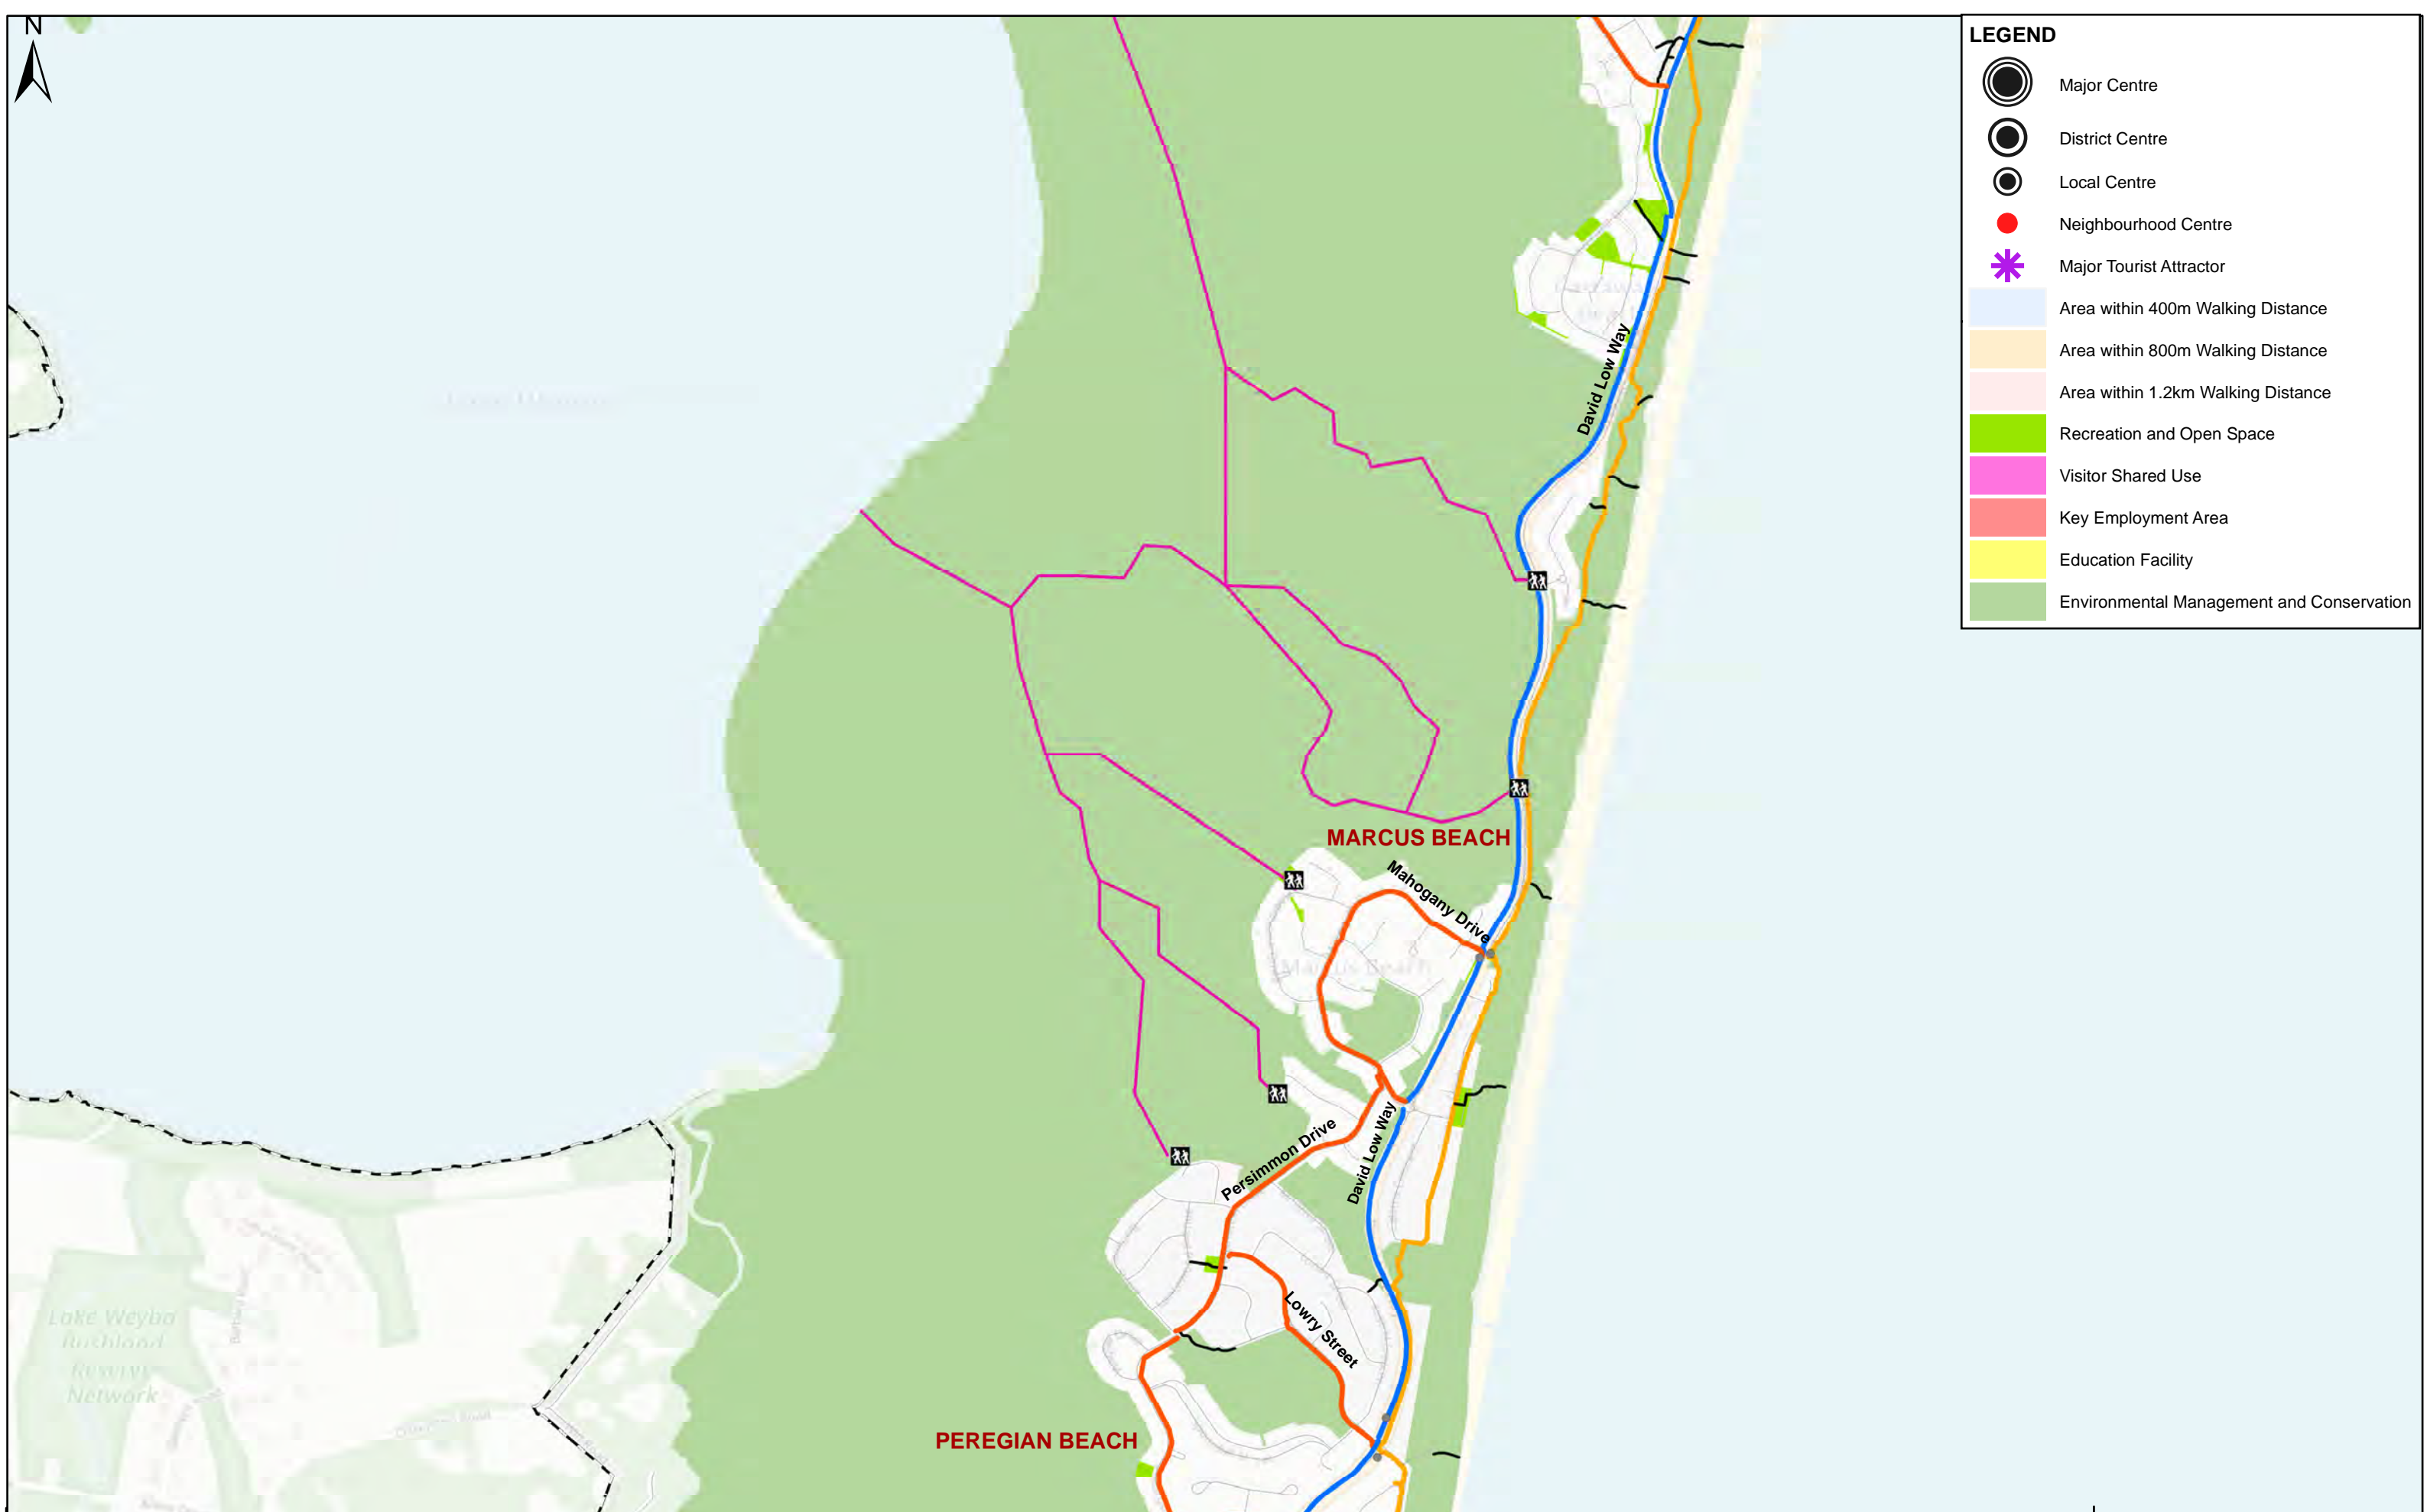 N
LEGEND
Major Centre
District Centre
Local Centre
Neighbourhood Centre
Major Tourist Attractor
Area within 400m Walking Distance
Area within 800m Walking Distance
Area within 1.2km Walking Distance
Recreation and Open Space
Visitor Shared Use
Key Employment Area
Education Facility
Environmental Management and Conservation
David Low Way
MARCUS BEACH
Mahogany Drive
Marcus Beach
Persimmon Drive
David Low Way
Lowry Street
Lake Weyba
Bushland
Reserve
Network
PEREGIAN BEACH